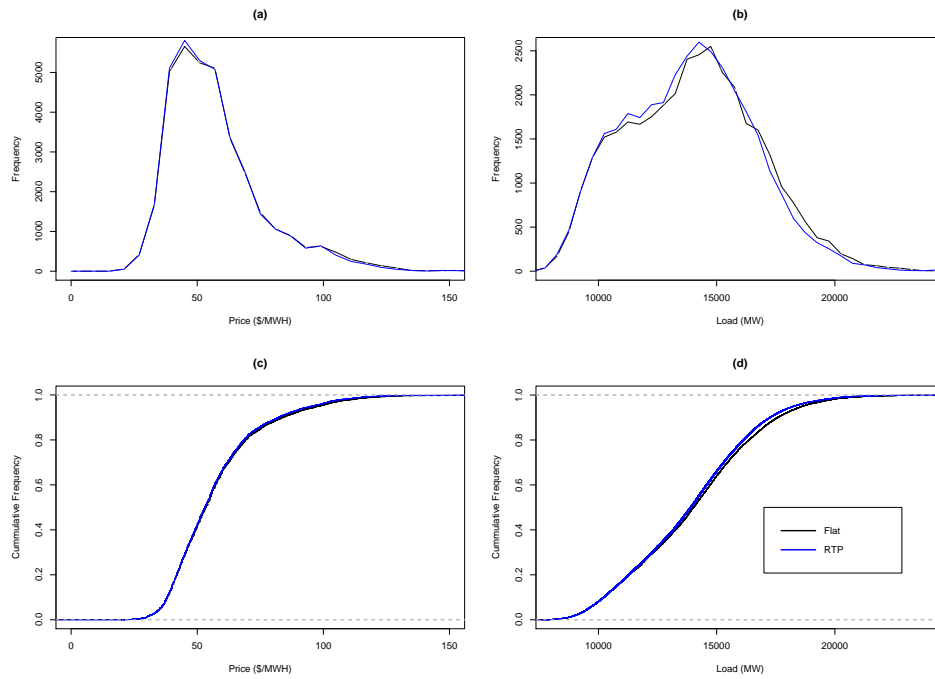 (a)
Frequency
0 1000 2000 3000 4000 5000
0 50 100 150
Price ($/MWH)
(b)
Frequency
0 500 1000 1500 2000 2500
10000 15000 20000
Load (MW)
(c)
Cummulative Frequency
0.0 0.2 0.4 0.6 0.8 1.0
0 50 100 150
Price ($/MWH)
(d)
Cummulative Frequency
0.0 0.2 0.4 0.6 0.8 1.0
10000 15000 20000
Load (MW)
Flat
RTP